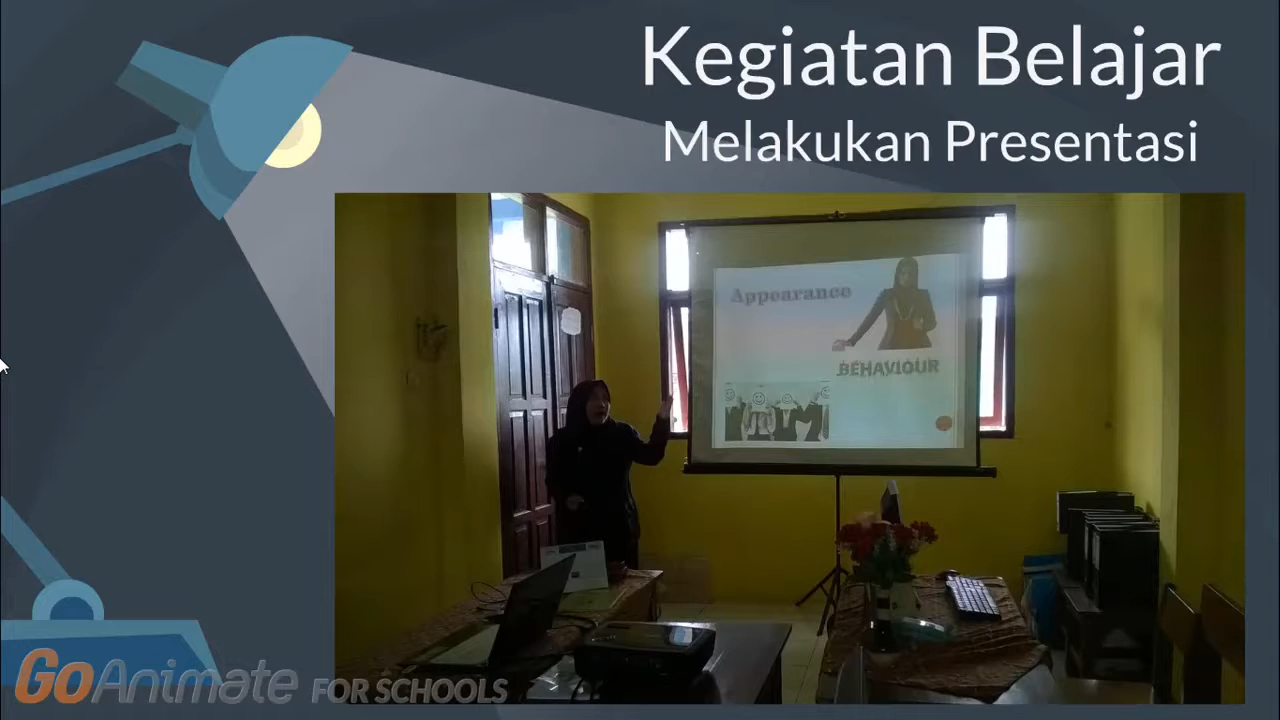 Kegiatan Belajar
Melakukan Presentasi
Appearance
BEHAVIOUR
GoAnimate FOR SCHOOLS